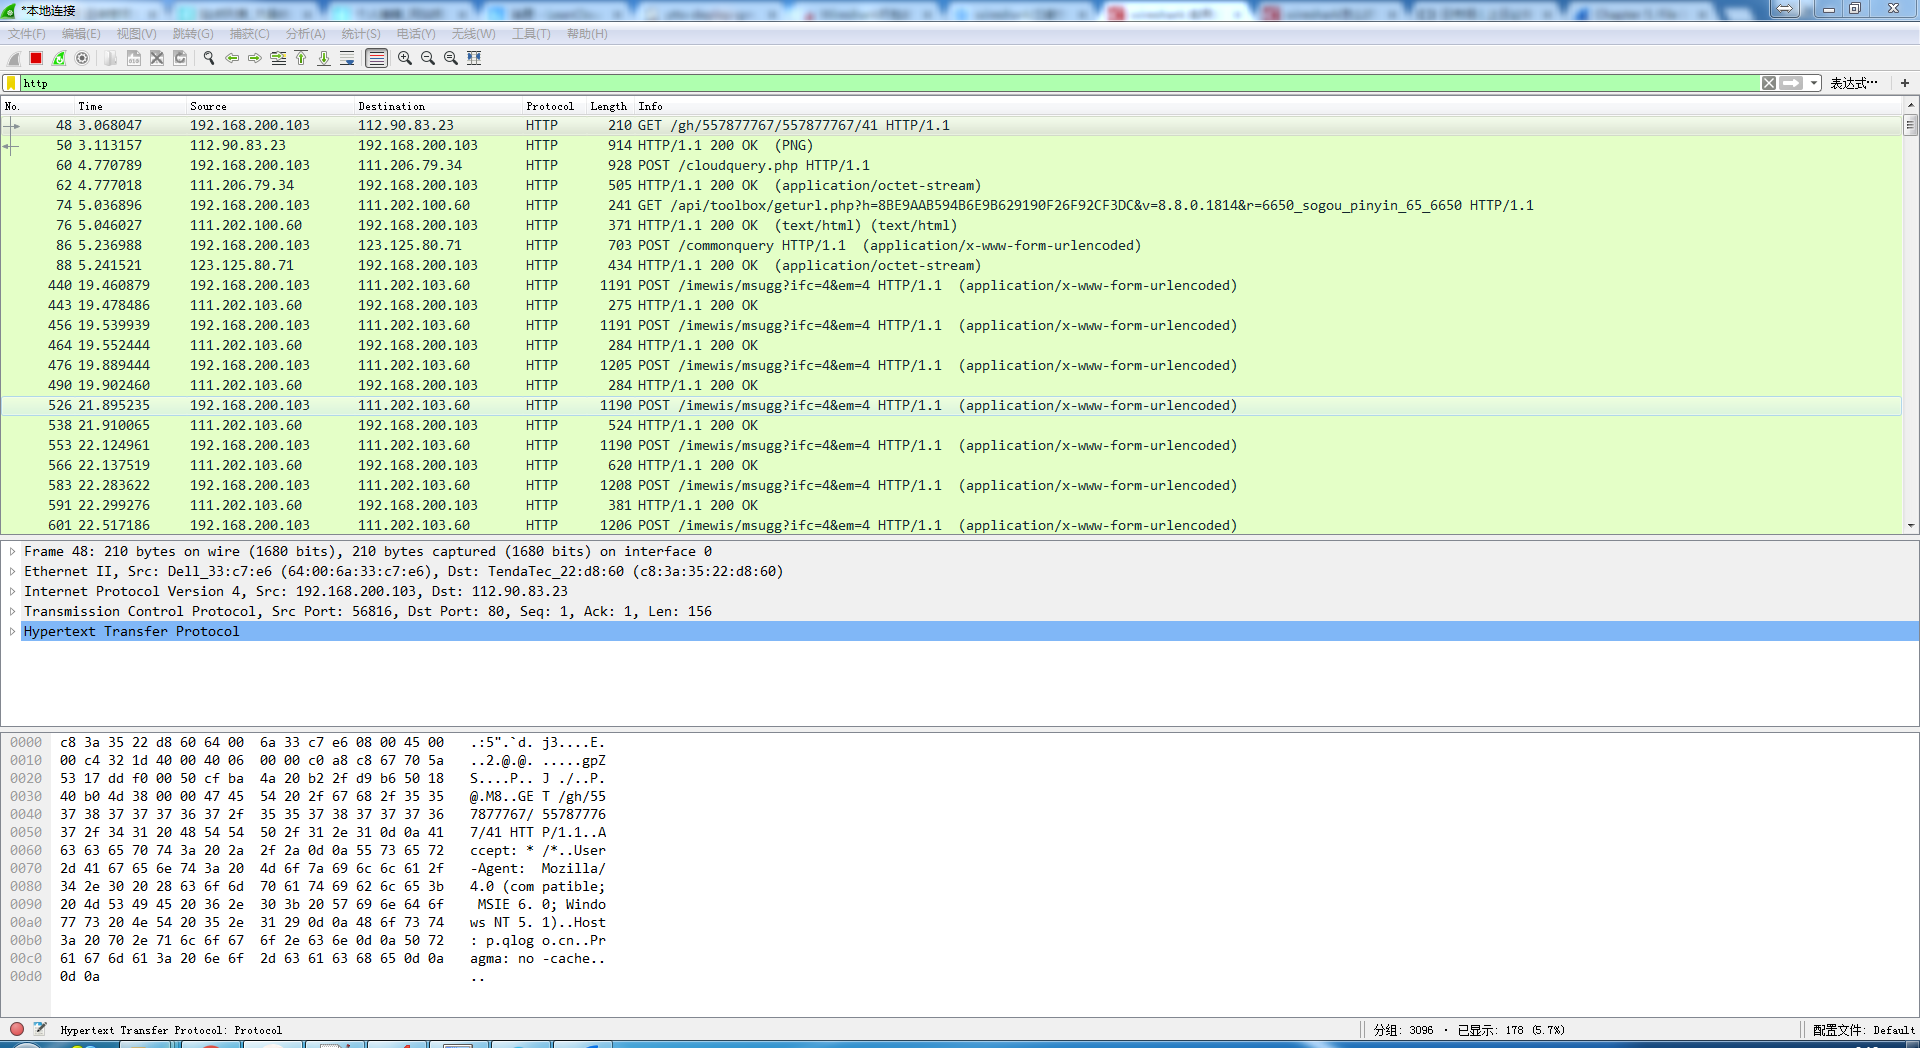 *本地连接
文件(F) 编辑(E) 视图(V) 跳转(G) 捕获(C) 分析(A) 统计(S) 电话(Y) 无线(W) 工具(T) 帮助(H)
http 表达式… +
No. Time Source Destination Protocol Length Info
48 3.068047 192.168.200.103 112.90.83.23 HTTP 210 GET /gh/557877767/557877767/41 HTTP/1.1
50 3.113157 112.90.83.23 192.168.200.103 HTTP 914 HTTP/1.1 200 OK (PNG)
60 4.770789 192.168.200.103 111.206.79.34 HTTP 928 POST /cloudquery.php HTTP/1.1
62 4.777018 111.206.79.34 192.168.200.103 HTTP 505 HTTP/1.1 200 OK (application/octet-stream)
74 5.036896 192.168.200.103 111.202.100.60 HTTP 241 GET /api/toolbox/geturl.php?h=8BE9AAB594B6E9B629190F26F92CF3DC&v=8.8.0.1814&r=6650_sogou_pinyin_65_6650 HTTP/1.1
76 5.046027 111.202.100.60 192.168.200.103 HTTP 371 HTTP/1.1 200 OK (text/html) (text/html)
86 5.236988 192.168.200.103 123.125.80.71 HTTP 703 POST /commonquery HTTP/1.1 (application/x-www-form-urlencoded)
88 5.241521 123.125.80.71 192.168.200.103 HTTP 434 HTTP/1.1 200 OK (application/octet-stream)
440 19.460879 192.168.200.103 111.202.103.60 HTTP 1191 POST /imewis/msugg?ifc=4&em=4 HTTP/1.1 (application/x-www-form-urlencoded)
443 19.478486 111.202.103.60 192.168.200.103 HTTP 275 HTTP/1.1 200 OK
456 19.539939 192.168.200.103 111.202.103.60 HTTP 1191 POST /imewis/msugg?ifc=4&em=4 HTTP/1.1 (application/x-www-form-urlencoded)
464 19.552444 111.202.103.60 192.168.200.103 HTTP 284 HTTP/1.1 200 OK
476 19.889444 192.168.200.103 111.202.103.60 HTTP 1205 POST /imewis/msugg?ifc=4&em=4 HTTP/1.1 (application/x-www-form-urlencoded)
490 19.902460 111.202.103.60 192.168.200.103 HTTP 284 HTTP/1.1 200 OK
526 21.895235 192.168.200.103 111.202.103.60 HTTP 1190 POST /imewis/msugg?ifc=4&em=4 HTTP/1.1 (application/x-www-form-urlencoded)
538 21.910065 111.202.103.60 192.168.200.103 HTTP 524 HTTP/1.1 200 OK
553 22.124961 192.168.200.103 111.202.103.60 HTTP 1190 POST /imewis/msugg?ifc=4&em=4 HTTP/1.1 (application/x-www-form-urlencoded)
566 22.137519 111.202.103.60 192.168.200.103 HTTP 620 HTTP/1.1 200 OK
583 22.283622 192.168.200.103 111.202.103.60 HTTP 1208 POST /imewis/msugg?ifc=4&em=4 HTTP/1.1 (application/x-www-form-urlencoded)
591 22.299276 111.202.103.60 192.168.200.103 HTTP 381 HTTP/1.1 200 OK
601 22.517186 192.168.200.103 111.202.103.60 HTTP 1206 POST /imewis/msugg?ifc=4&em=4 HTTP/1.1 (application/x-www-form-urlencoded)
Frame 48: 210 bytes on wire (1680 bits), 210 bytes captured (1680 bits) on interface 0
Ethernet II, Src: Dell_33:c7:e6 (64:00:6a:33:c7:e6), Dst: TendaTec_22:d8:60 (c8:3a:35:22:d8:60)
Internet Protocol Version 4, Src: 192.168.200.103, Dst: 112.90.83.23
Transmission Control Protocol, Src Port: 56816, Dst Port: 80, Seq: 1, Ack: 1, Len: 156
Hypertext Transfer Protocol
0000 c8 3a 35 22 d8 60 64 00 6a 33 c7 e6 08 00 45 00 .:5".`d. j3....E.
0010 00 c4 32 1d 40 00 40 06 00 00 c0 a8 c8 67 70 5a ..2.@.@. .....gpZ
0020 53 17 dd f0 00 50 cf ba 4a 20 b2 2f d9 b6 50 18 S....P.. J ./..P.
0030 40 b0 4d 38 00 00 47 45 54 20 2f 67 68 2f 35 35 @.M8..GE T /gh/55
0040 37 38 37 37 37 36 37 2f 35 35 37 38 37 37 37 36 7877767/ 55787776
0050 37 2f 34 31 20 48 54 54 50 2f 31 2e 31 0d 0a 41 7/41 HTT P/1.1..A
0060 63 63 65 70 74 3a 20 2a 2f 2a 0d 0a 55 73 65 72 ccept: * /*..User
0070 2d 41 67 65 6e 74 3a 20 4d 6f 7a 69 6c 6c 61 2f -Agent: Mozilla/
0080 34 2e 30 20 28 63 6f 6d 70 61 74 69 62 6c 65 3b 4.0 (com patible;
0090 20 4d 53 49 45 20 36 2e 30 3b 20 57 69 6e 64 6f MSIE 6. 0; Windo
00a0 77 73 20 4e 54 20 35 2e 31 29 0d 0a 48 6f 73 74 ws NT 5. 1)..Host
00b0 3a 20 70 2e 71 6c 6f 67 6f 2e 63 6e 0d 0a 50 72 : p.qlog o.cn..Pr
00c0 61 67 6d 61 3a 20 6e 6f 2d 63 61 63 68 65 0d 0a agma: no -cache..
00d0 0d 0a ..
Hypertext Transfer Protocol: Protocol 分组: 3096 · 已显示: 178 (5.7%) 配置文件: Default